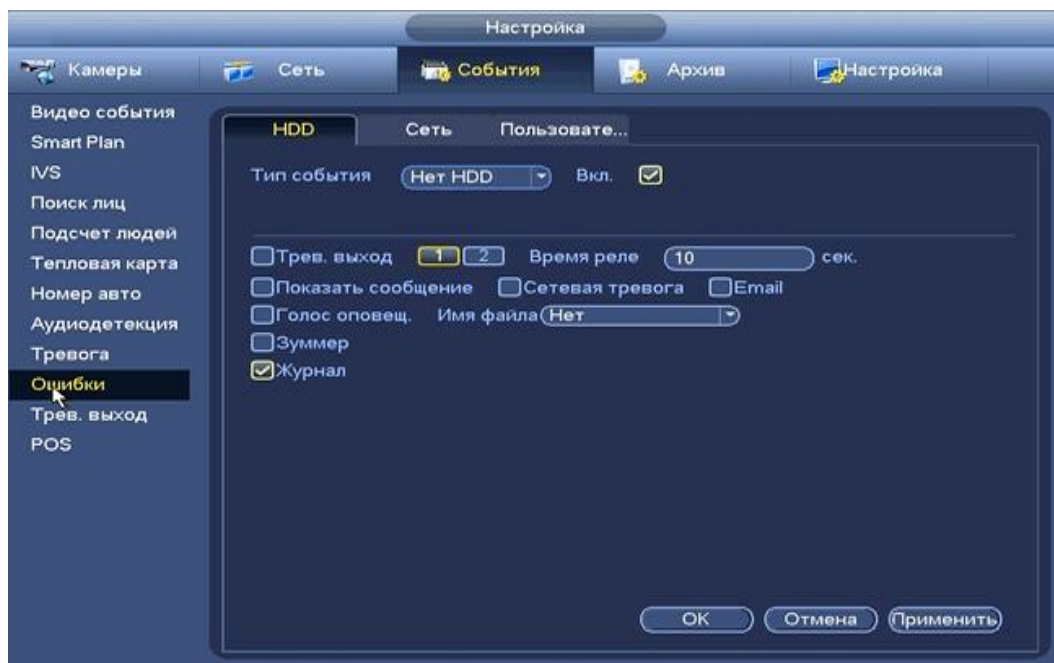 Настройка
Камеры Сеть События Архив Настройка
Видео события
Smart Plan
IVS
Поиск лиц
Подсчет людей
Тепловая карта
Номер авто
Аудиодетекция
Тревога
Ошибки
Трев. выход
POS
HDD Сеть Пользовате...
Тип события Нет HDD Вкл.
Трев. выход 1 2 Время реле 10 сек.
Показать сообщение Сетевая тревога Email
Голос оповещ. Имя файла Нет
Зуммер
Журнал
OK Отмена Применить